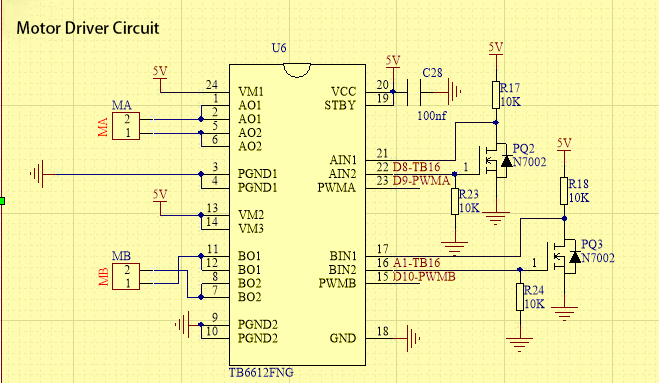 Motor Driver Circuit
U6
5V
24 VM1
1 AO1
2 AO1
5 AO2
6 AO2
MA
MA
2
1
3 PGND1
4 PGND1
5V
13 VM2
14 VM3
MB
MB
2
1
11 BO1
12 BO1
8 BO2
7 BO2
9 PGND2
10 PGND2
TB6612FNG
5V
VCC 20
STBY 19
C28
100nf
AIN1 21
AIN2 22 D8-TB16 1
PWMA 23 D9-PWMA
5V
R17
10K
PQ2
N7002
R23
10K
BIN1 17
BIN2 16 A1-TB16 1
PWMB 15 D10-PWMB
5V
R18
10K
PQ3
N7002
R24
10K
GND 18